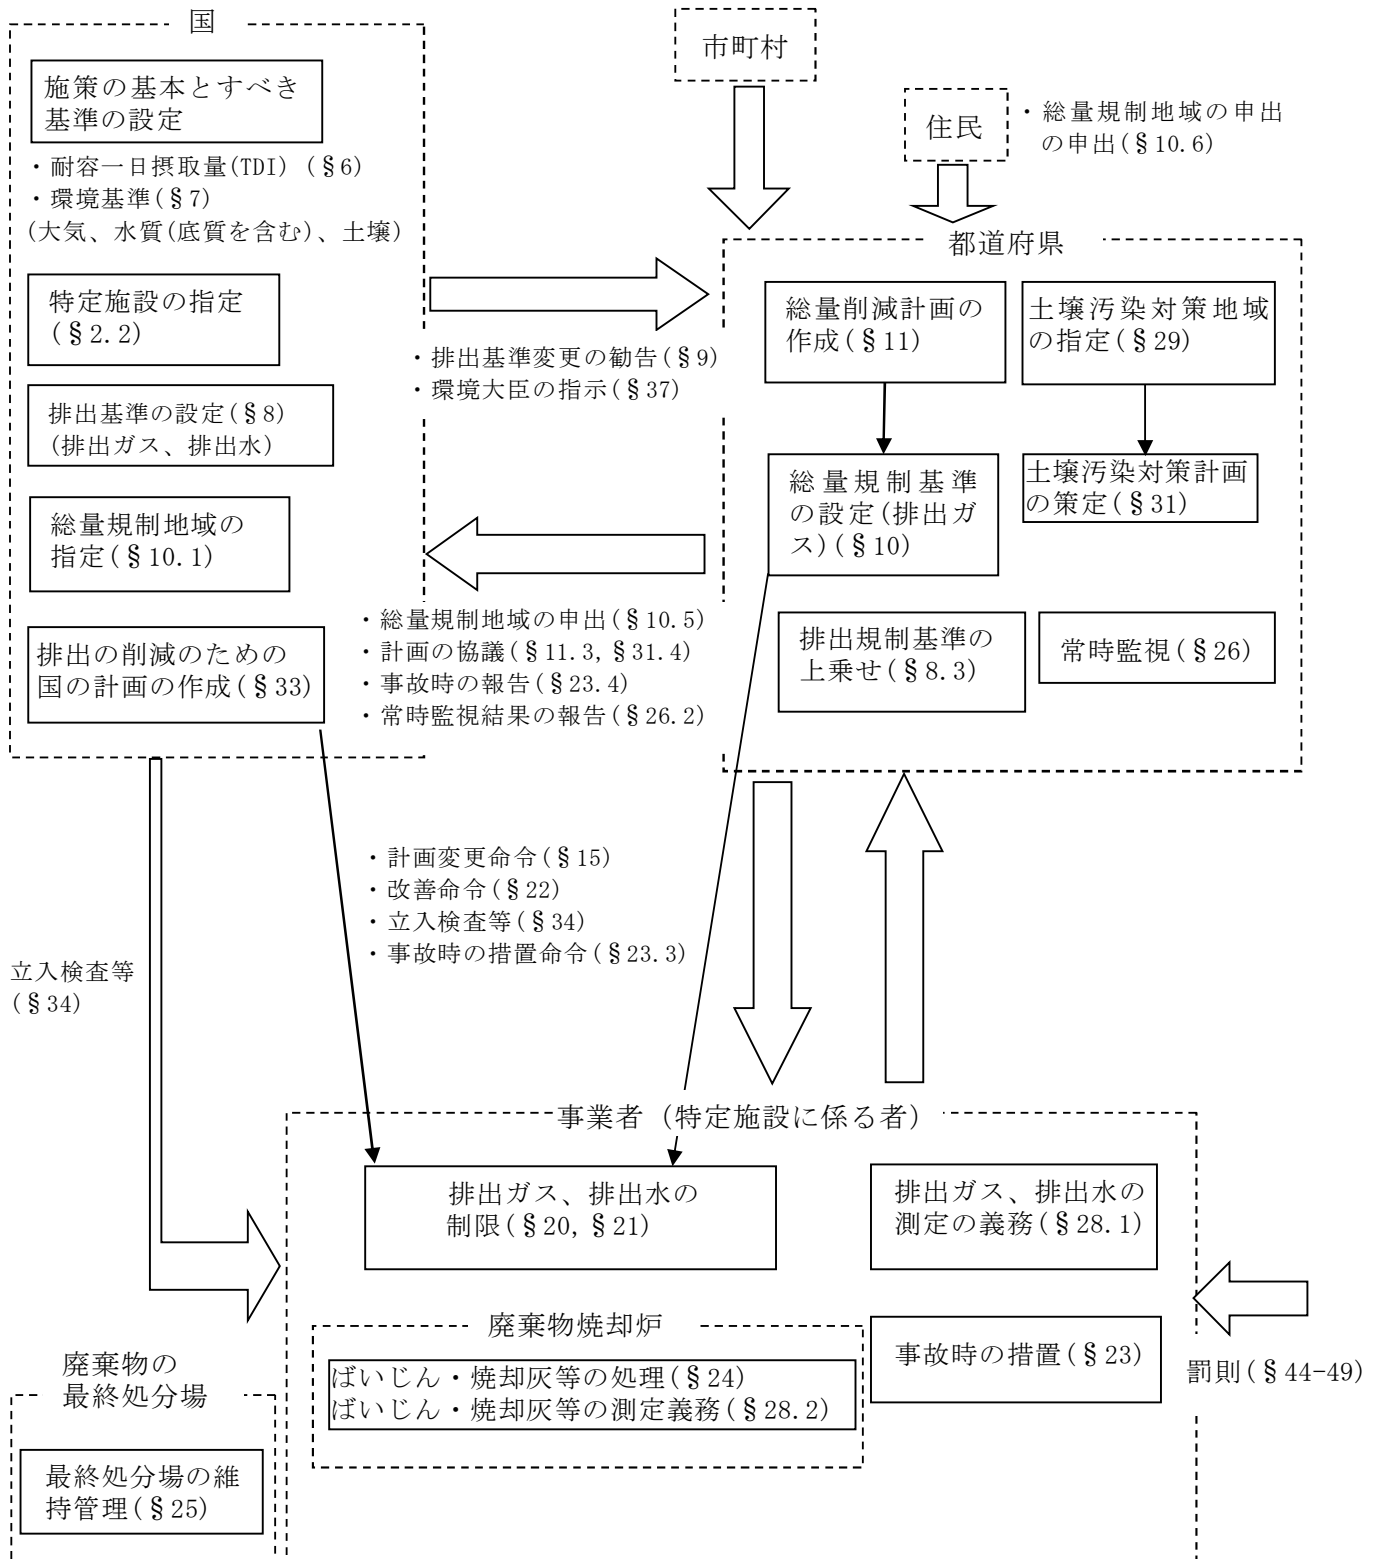 国
施策の基本とすべき
基準の設定
・耐容一日摂取量(TDI) (§6)
・環境基準(§7)
(大気、水質(底質を含む)、土壌)
特定施設の指定
(§2.2)
排出基準の設定(§8)
(排出ガス、排出水)
総量規制地域の
指定(§10.1)
排出の削減のための
国の計画の作成(§33)
市町村
住民
・総量規制地域の申出
の申出(§10.6)
・排出基準変更の勧告(§9)
・環境大臣の指示(§37)
都道府県
総量削減計画の
作成(§11)
土壌汚染対策地域
の指定(§29)
総量規制基準
の設定(排出ガ
ス)(§10)
土壌汚染対策計画
の策定(§31)
排出規制基準の
上乗せ(§8.3)
常時監視(§26)
・総量規制地域の申出(§10.5)
・計画の協議(§11.3,§31.4)
・事故時の報告(§23.4)
・常時監視結果の報告(§26.2)
・計画変更命令(§15)
・改善命令(§22)
・立入検査等(§34)
・事故時の措置命令(§23.3)
立入検査等
(§34)
事業者（特定施設に係る者）
排出ガス、排出水の
制限(§20,§21)
排出ガス、排出水の
測定の義務(§28.1)
廃棄物焼却炉
ばいじん・焼却灰等の処理(§24)
ばいじん・焼却灰等の測定義務(§28.2)
事故時の措置(§23)
罰則(§44-49)
廃棄物の
最終処分場
最終処分場の維
持管理(§25)